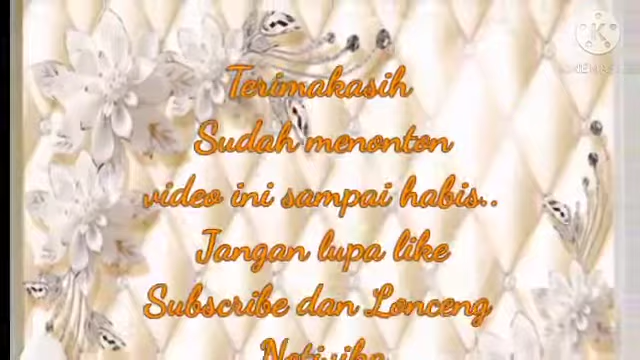 Terimakasih
Sudah menonton
video ini sampai habis..
Jangan lupa like
Subscribe dan Lonceng